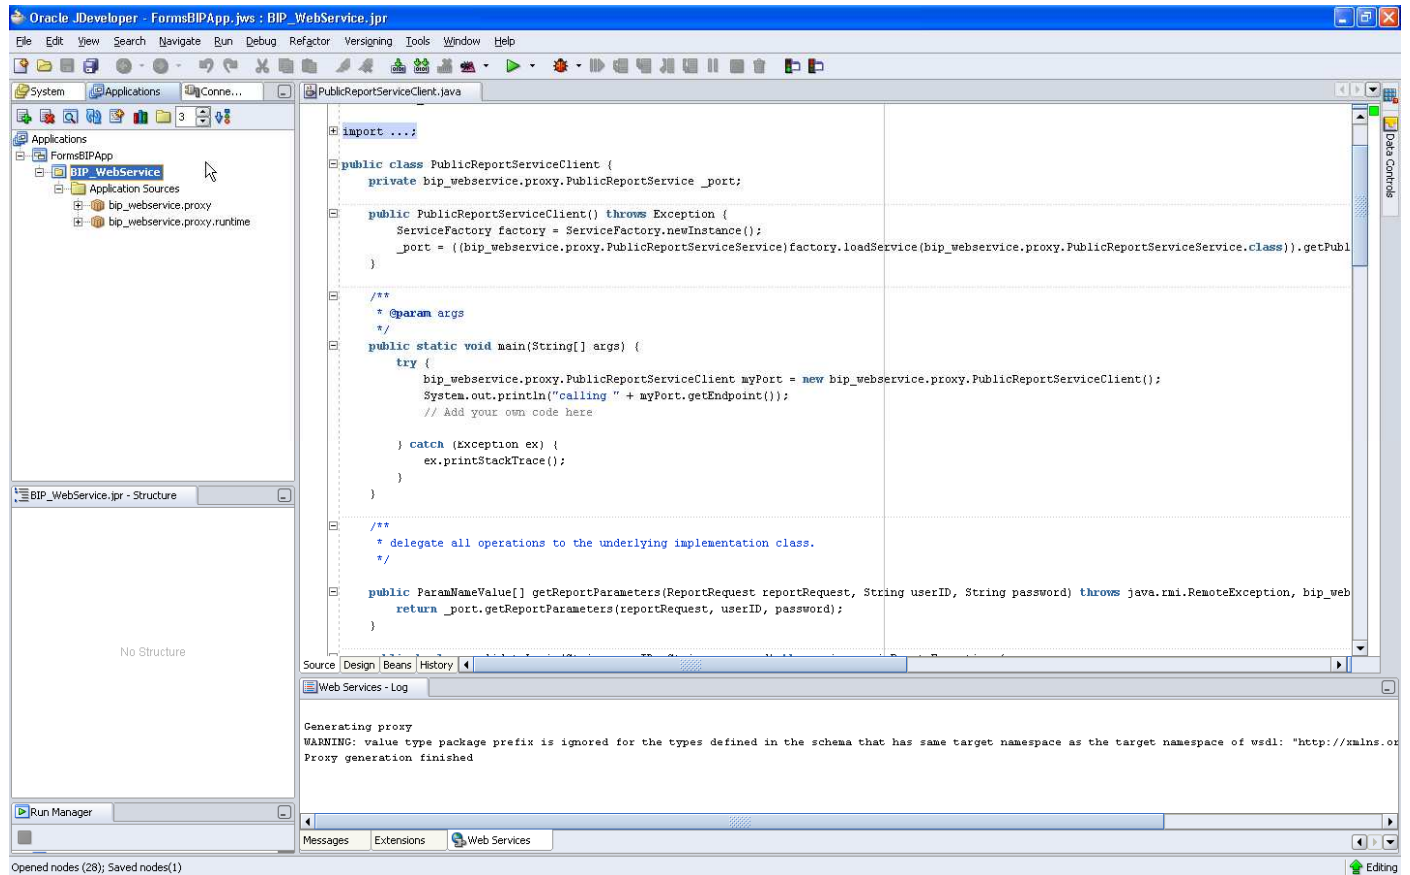 Oracle JDeveloper - FormsBIPApp.jws : BIP_WebService.jpr
File Edit View Search Navigate Run Debug Refactor Versioning Tools Window Help
System Applications Conne... PublicReportServiceClient.java
3
Applications
FormsBIPApp
BIP_WebService
Application Sources
bip_webservice.proxy
bip_webservice.proxy.runtime
import ...;
public class PublicReportServiceClient {
private bip_webservice.proxy.PublicReportService _port;
public PublicReportServiceClient() throws Exception {
ServiceFactory factory = ServiceFactory.newInstance();
_port = ((bip_webservice.proxy.PublicReportServiceService)factory.loadService(bip_webservice.proxy.PublicReportServiceService.class)).getPubl
}
/**
* @param args
*/
public static void main(String[] args) {
try {
bip_webservice.proxy.PublicReportServiceClient myPort = new bip_webservice.proxy.PublicReportServiceClient();
System.out.println("calling " + myPort.getEndpoint());
// Add your own code here
} catch (Exception ex) {
ex.printStackTrace();
}
}
/**
* delegate all operations to the underlying implementation class.
*/
public ParamNameValue[] getReportParameters(ReportRequest reportRequest, String userID, String password) throws java.rmi.RemoteException, bip_web
return _port.getReportParameters(reportRequest, userID, password);
}
Source Design Beans History
Data Controls
BIP_WebService.jpr - Structure
No Structure
Web Services - Log
Generating proxy
WARNING: value type package prefix is ignored for the types defined in the schema that has same target namespace as the target namespace of wsdl: "http://xmlns.or
Proxy generation finished
Run Manager
Messages Extensions Web Services
Opened nodes (28); Saved nodes(1)
Editing